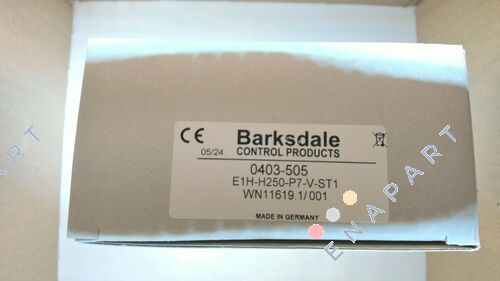 CE
05/24
Barksdale
CONTROL PRODUCTS
0403-505
E1H-H250-P7-V-ST1
WN11619.1/001
MADE IN GERMANY
ENAPART
ENAPART